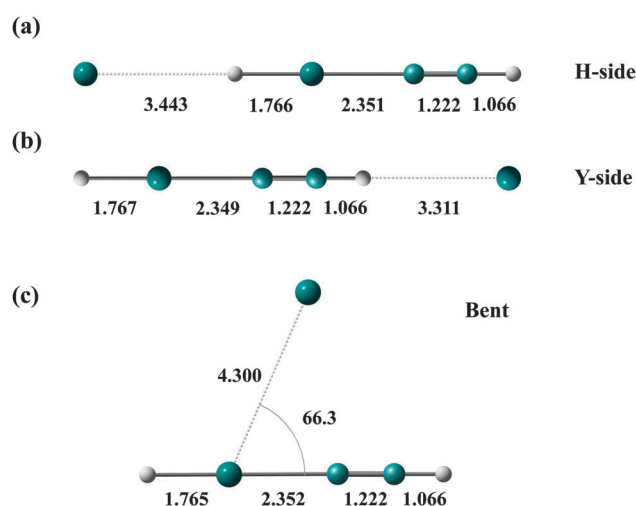 (a)
H-side
3.443 1.766 2.351 1.222 1.066
(b)
Y-side
1.767 2.349 1.222 1.066 3.311
(c)
Bent
4.300
66.3
1.765 2.352 1.222 1.066